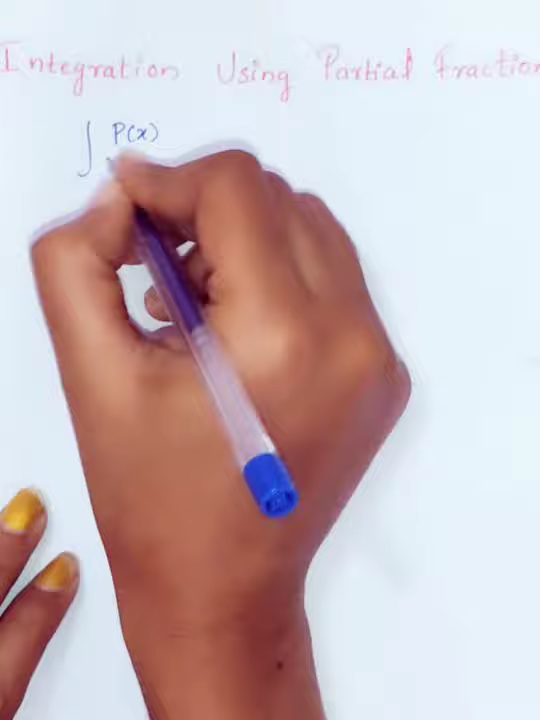 Integration Using Partial Fraction
∫ P(x)